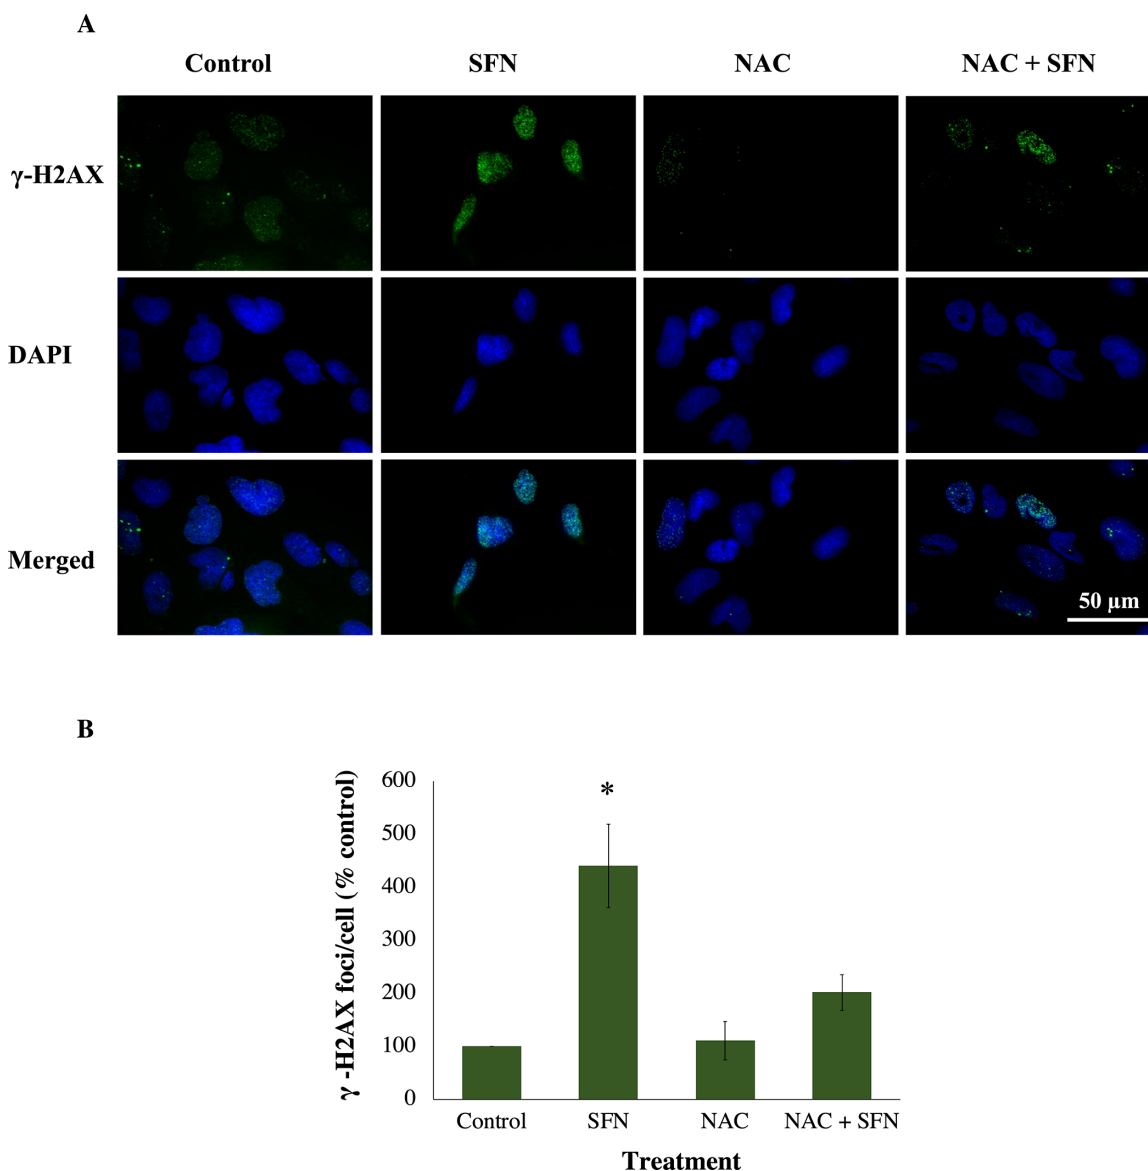 A
Control SFN NAC NAC + SFN
γ-H2AX
DAPI
Merged
50 μm
B
γ -H2AX foci/cell (% control)
600
*
500
400
300
200
100
0
Control SFN NAC NAC + SFN
Treatment